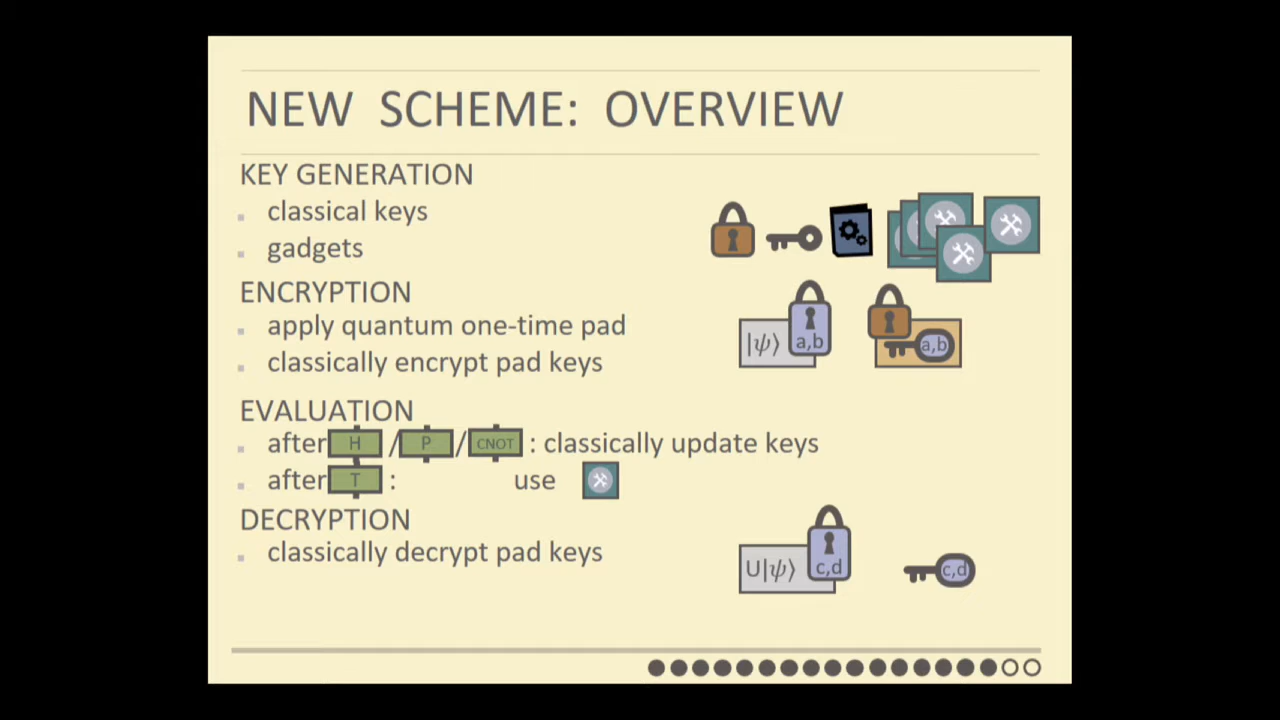 NEW SCHEME: OVERVIEW
KEY GENERATION
classical keys
gadgets
ENCRYPTION
apply quantum one-time pad
|ψ⟩ a,b a,b
classically encrypt pad keys
EVALUATION
after H / P / CNOT : classically update keys
after T : use
DECRYPTION
classically decrypt pad keys
U|ψ⟩ c,d c,d